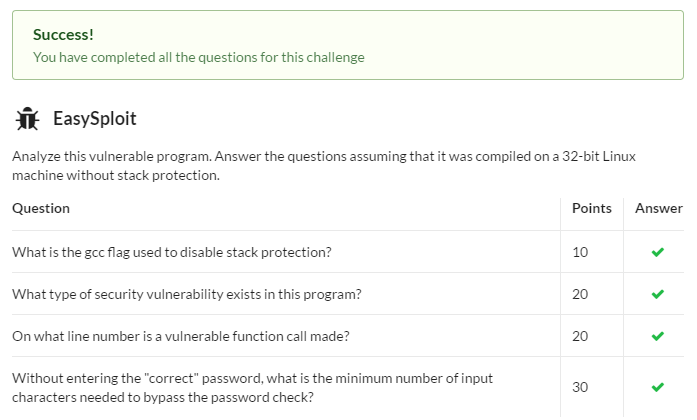 Success!
You have completed all the questions for this challenge
EasySploit
Analyze this vulnerable program. Answer the questions assuming that it was compiled on a 32-bit Linux
machine without stack protection.
Question Points Answer
What is the gcc flag used to disable stack protection? 10
What type of security vulnerability exists in this program? 20
On what line number is a vulnerable function call made? 20
Without entering the "correct" password, what is the minimum number of input
characters needed to bypass the password check? 30